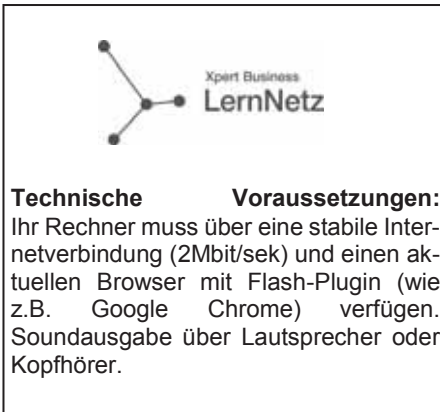 Xpert Business
LernNetz
Technische Voraussetzungen:
Ihr Rechner muss über eine stabile Inter-
netverbindung (2Mbit/sek) und einen ak-
tuellen Browser mit Flash-Plugin (wie
z.B. Google Chrome) verfügen.
Soundausgabe über Lautsprecher oder
Kopfhörer.